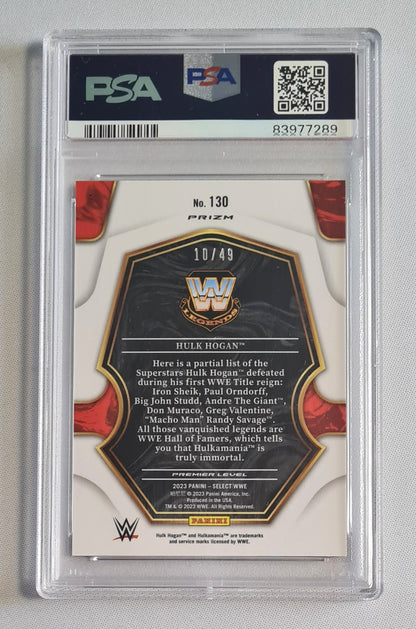 PSA
PSA
83977289
No. 130
PRIZM
10/49
W
LEGENDS
HULK HOGAN™
Here is a partial list of the
Superstars Hulk Hogan™ defeated
during his first WWE Title reign:
Iron Sheik, Paul Orndorff,
Big John Studd, Andre The Giant™,
Don Muraco, Greg Valentine,
"Macho Man" Randy Savage™.
All those vanquished legends are
WWE Hall of Famers, which tells
you that Hulkamania™ is
truly immortal.
PREMIER LEVEL
2023 PANINI – SELECT WWE
© 2023 Panini America, Inc.
Produced in the USA.
TM & © 2023 WWE. All Rights Reserved.
PANINI
W
Hulk Hogan™ and Hulkamania™ are trademarks
and service marks licensed by WWE.